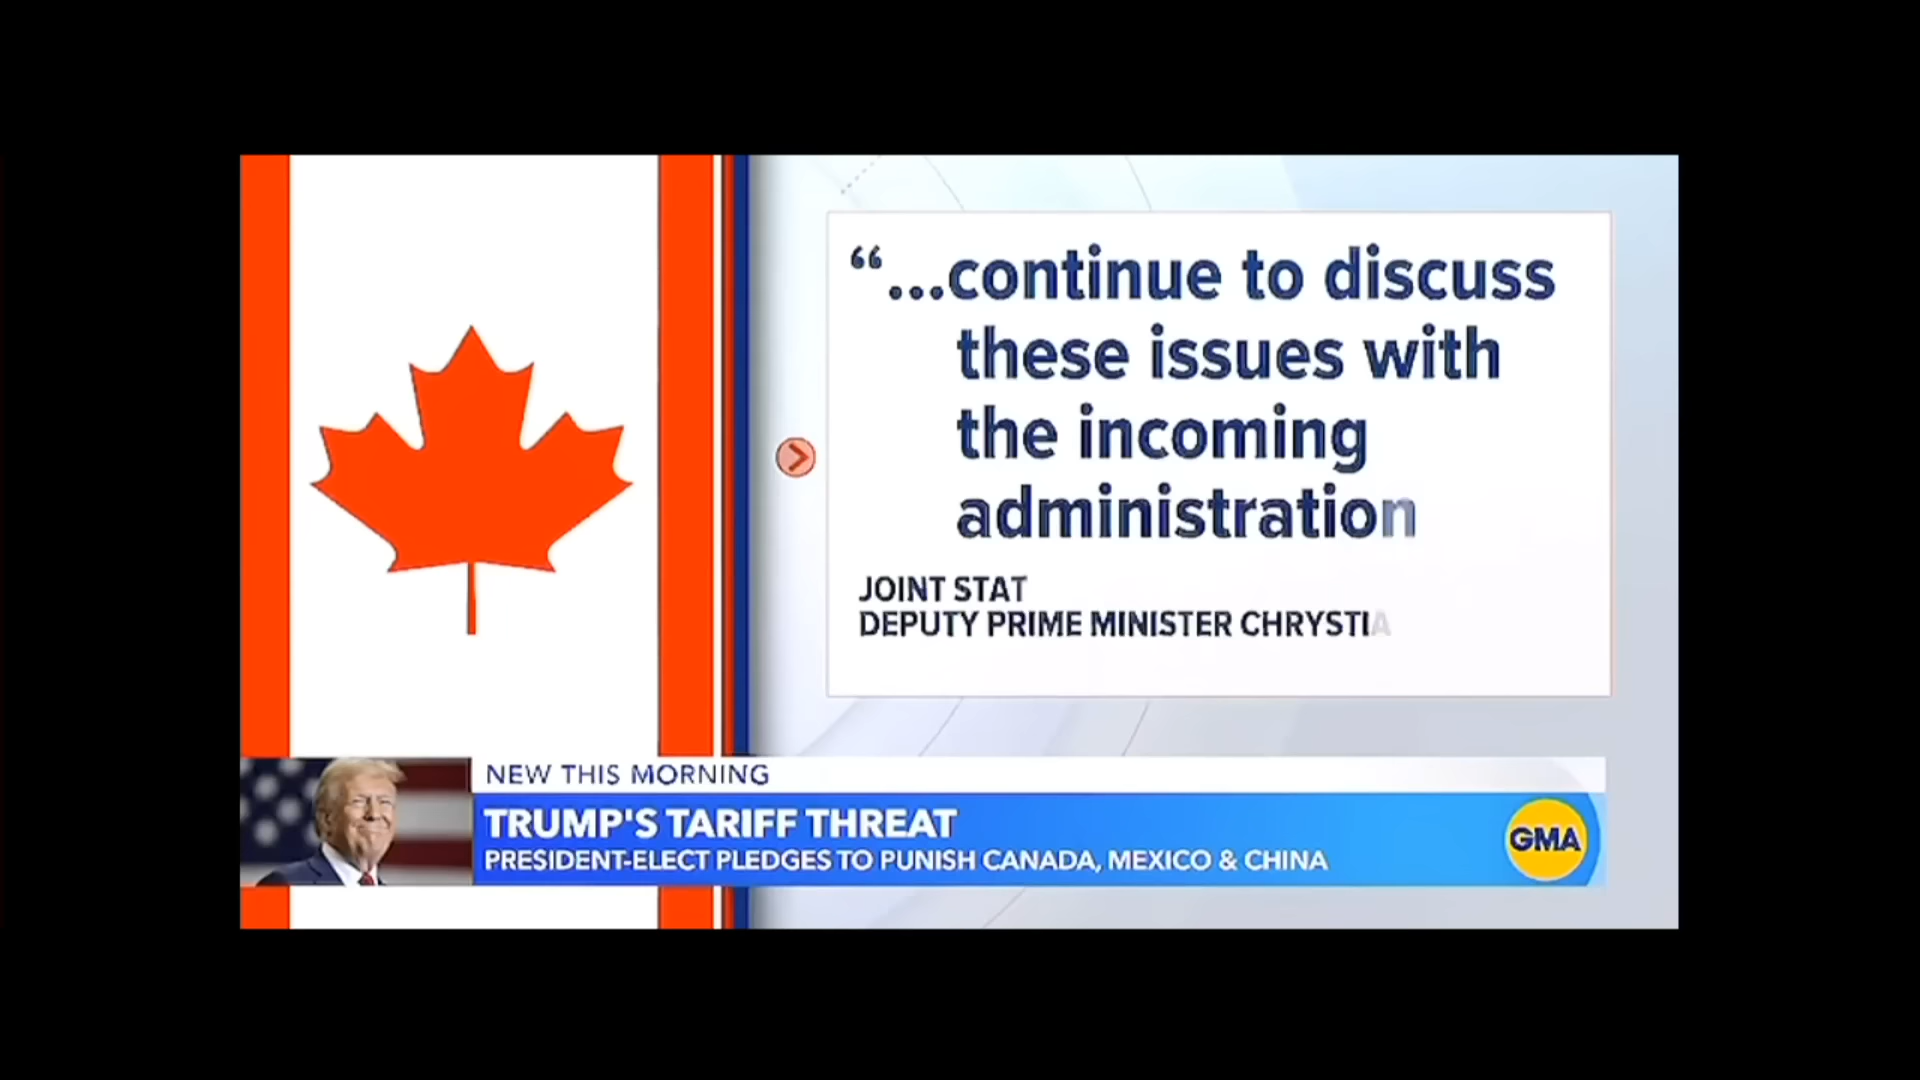 “...continue to discuss
these issues with
the incoming
administration
JOINT STAT
DEPUTY PRIME MINISTER CHRYSTIA
NEW THIS MORNING
TRUMP'S TARIFF THREAT
PRESIDENT-ELECT PLEDGES TO PUNISH CANADA, MEXICO & CHINA
GMA